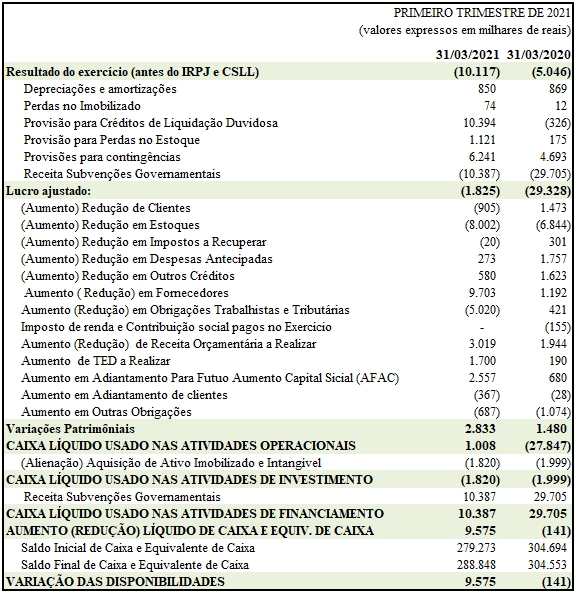 PRIMEIRO TRIMESTRE DE 2021
(valores expressos em milhares de reais)
31/03/2021 31/03/2020
Resultado do exercício (antes do IRPJ e CSLL) (10.117) (5.046)
Depreciações e amortizações 850 869
Perdas no Imobilizado 74 12
Provisão para Créditos de Liquidação Duvidosa 10.394 (326)
Provisão para Perdas no Estoque 1.121 175
Provisões para contingências 6.241 4.693
Receita Subvenções Governamentais (10.387) (29.705)
Lucro ajustado: (1.825) (29.328)
(Aumento) Redução de Clientes (905) 1.473
(Aumento) Redução em Estoques (8.002) (6.844)
(Aumento) Redução em Impostos a Recuperar (20) 301
(Aumento) Redução em Despesas Antecipadas 273 1.757
(Aumento) Redução em Outros Créditos 580 1.623
Aumento ( Redução) em Fornecedores 9.703 1.192
Aumento (Redução) em Obrigações Trabalhistas e Tributárias (5.020) 421
Imposto de renda e Contribuição social pagos no Exercício - (155)
Aumento (Redução) de Receita Orçamentária a Realizar 3.019 1.944
Aumento de TED a Realizar 1.700 190
Aumento em Adiantamento Para Futuo Aumento Capital Sicial (AFAC) 2.557 680
Aumento em Adiantamento de clientes (367) (28)
Aumento em Outras Obrigações (687) (1.074)
Variações Patrimôniais 2.833 1.480
CAIXA LÍQUIDO USADO NAS ATIVIDADES OPERACIONAIS 1.008 (27.847)
(Alienação) Aquisição de Ativo Imobilizado e Intangível (1.820) (1.999)
CAIXA LÍQUIDO USADO NAS ATIVIDADES DE INVESTIMENTO (1.820) (1.999)
Receita Subvenções Governamentais 10.387 29.705
CAIXA LÍQUIDO USADO NAS ATIVIDADES DE FINANCIAMENTO 10.387 29.705
AUMENTO (REDUÇÃO) LÍQUIDO DE CAIXA E EQUIV. DE CAIXA 9.575 (141)
Saldo Inicial de Caixa e Equivalente de Caixa 279.273 304.694
Saldo Final de Caixa e Equivalente de Caixa 288.848 304.553
VARIAÇÃO DAS DISPONIBILIDADES 9.575 (141)